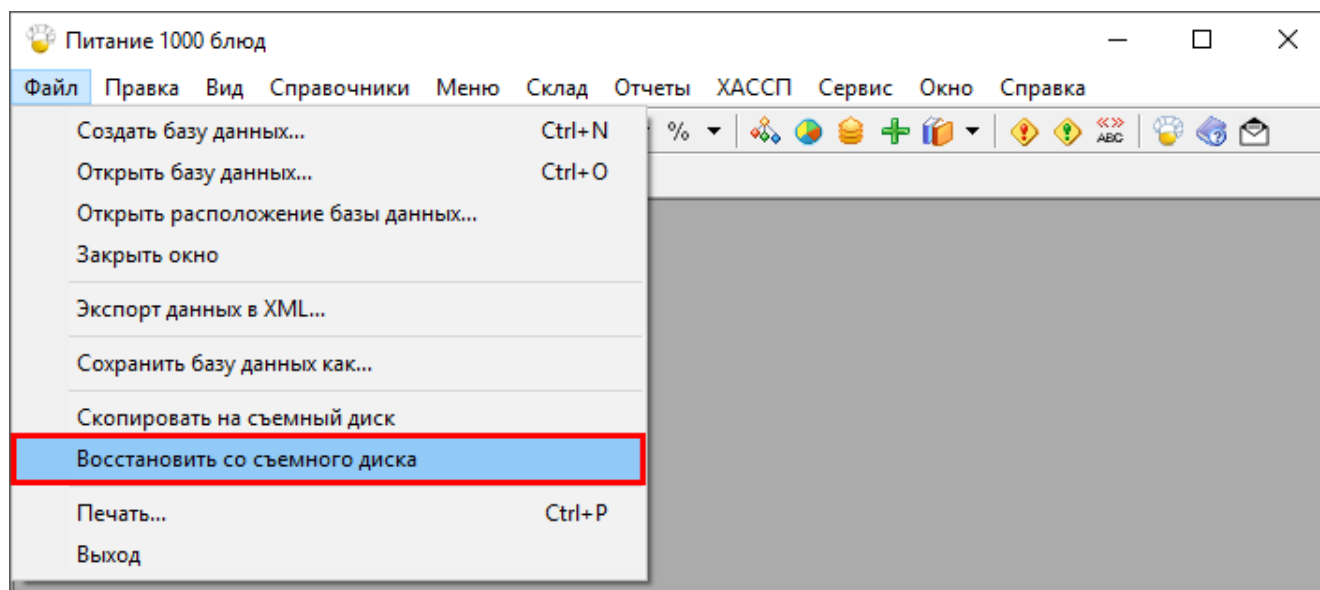 Питание 1000 блюд
Файл Правка Вид Справочники Меню Склад Отчеты ХАССП Сервис Окно Справка
Создать базу данных... Ctrl+N
% ABC
Открыть базу данных... Ctrl+O
Открыть расположение базы данных...
Закрыть окно
Экспорт данных в XML...
Сохранить базу данных как...
Скопировать на съемный диск
Восстановить со съемного диска
Печать... Ctrl+P
Выход